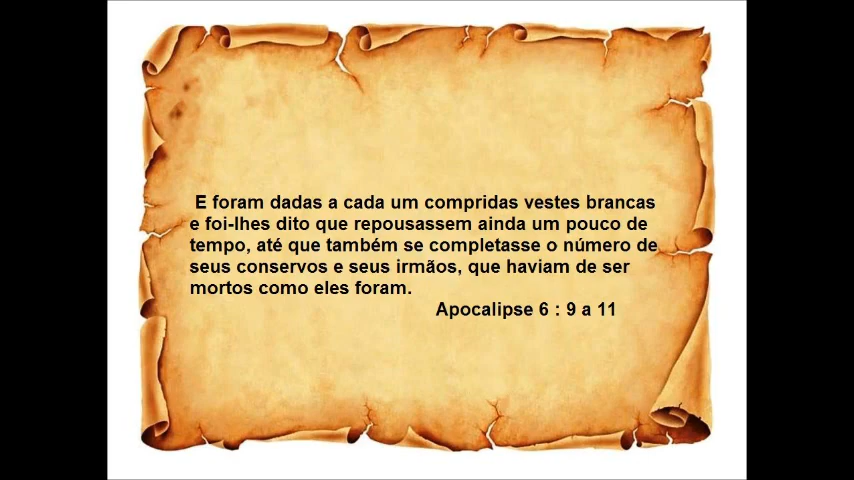 E foram dadas a cada um compridas vestes brancas
e foi-lhes dito que repousassem ainda um pouco de
tempo, até que também se completasse o número de
seus conservos e seus irmãos, que haviam de ser
mortos como eles foram.
Apocalipse 6 : 9 a 11